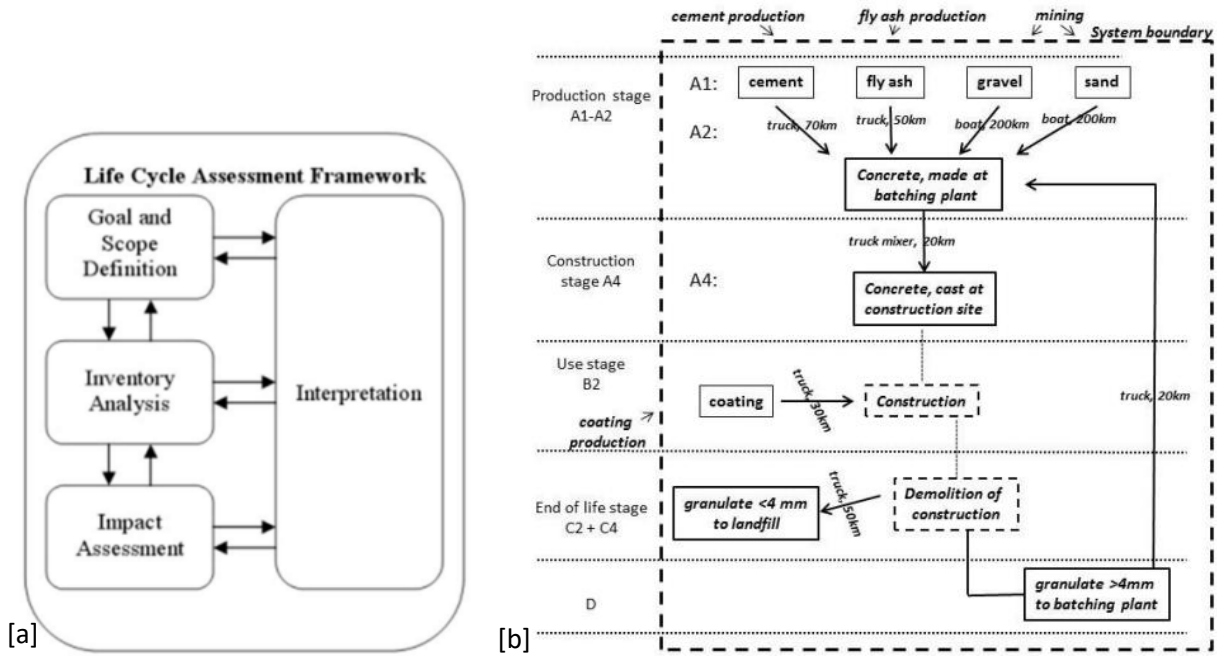 Life Cycle Assessment Framework
Goal and
Scope
Definition
Inventory
Analysis
Impact
Assessment
Interpretation
[a]
cement production
fly ash production
mining
System boundary
Production stage
A1-A2
A1:
cement
fly ash
gravel
sand
A2:
truck, 70km
truck, 50km
boat, 200km
boat, 200km
Concrete, made at
batching plant
truck mixer, 20km
Construction
stage A4
A4:
Concrete, cast at
construction site
Use stage
B2
coating
truck, 30km
Construction
truck, 20km
coating
production
End of life stage
C2 + C4
granulate <4 mm
to landfill
truck, 50km
Demolition of
construction
D
granulate >4mm
to batching plant
[b]